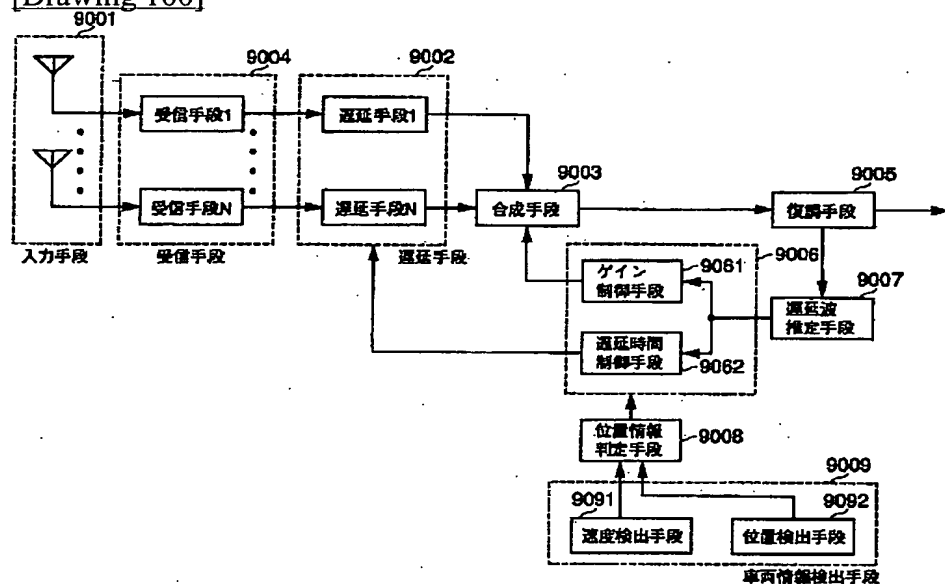 [Drawing 100]
9001
9004
9002
受信手段1
遅延手段1
9003
9005
受信手段N
遅延手段N
合成手段
復調手段
入力手段
受信手段
遅延手段
ゲイン
制御手段
9061
9006
9007
遅延波
推定手段
遅延時間
制御手段
9062
位置情報
判定手段
9008
9009
9091
9092
速度検出手段
位置検出手段
車両情報検出手段